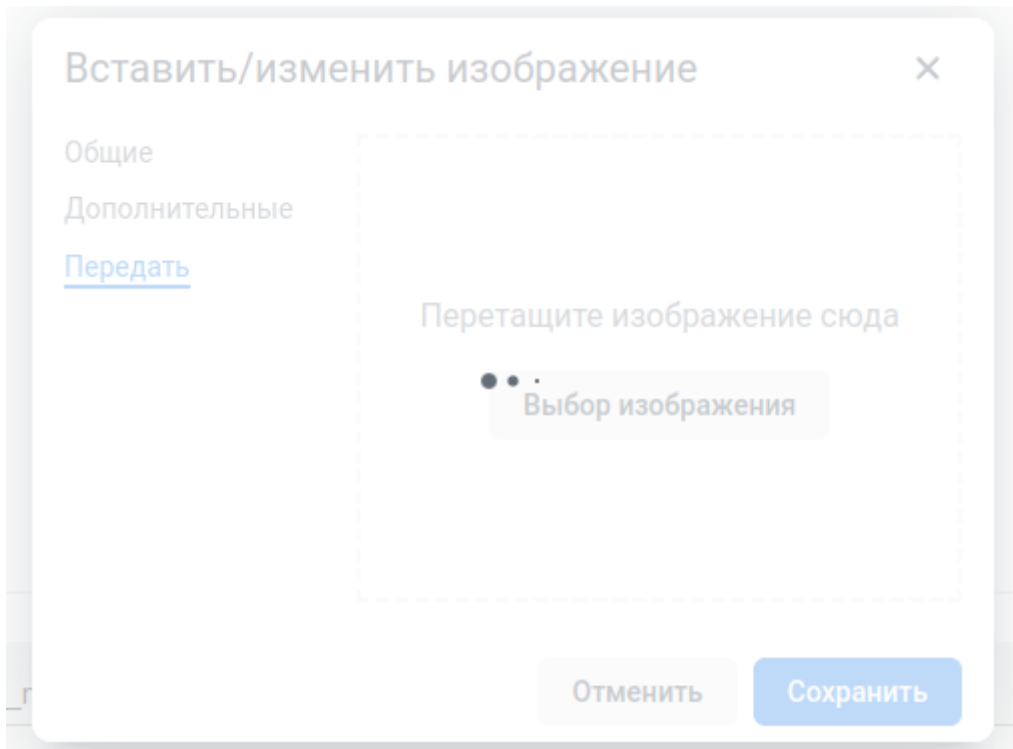 Вставить/изменить изображение
Общие
Дополнительные
Передать
Перетащите изображение сюда
Выбор изображения
Отменить
Сохранить